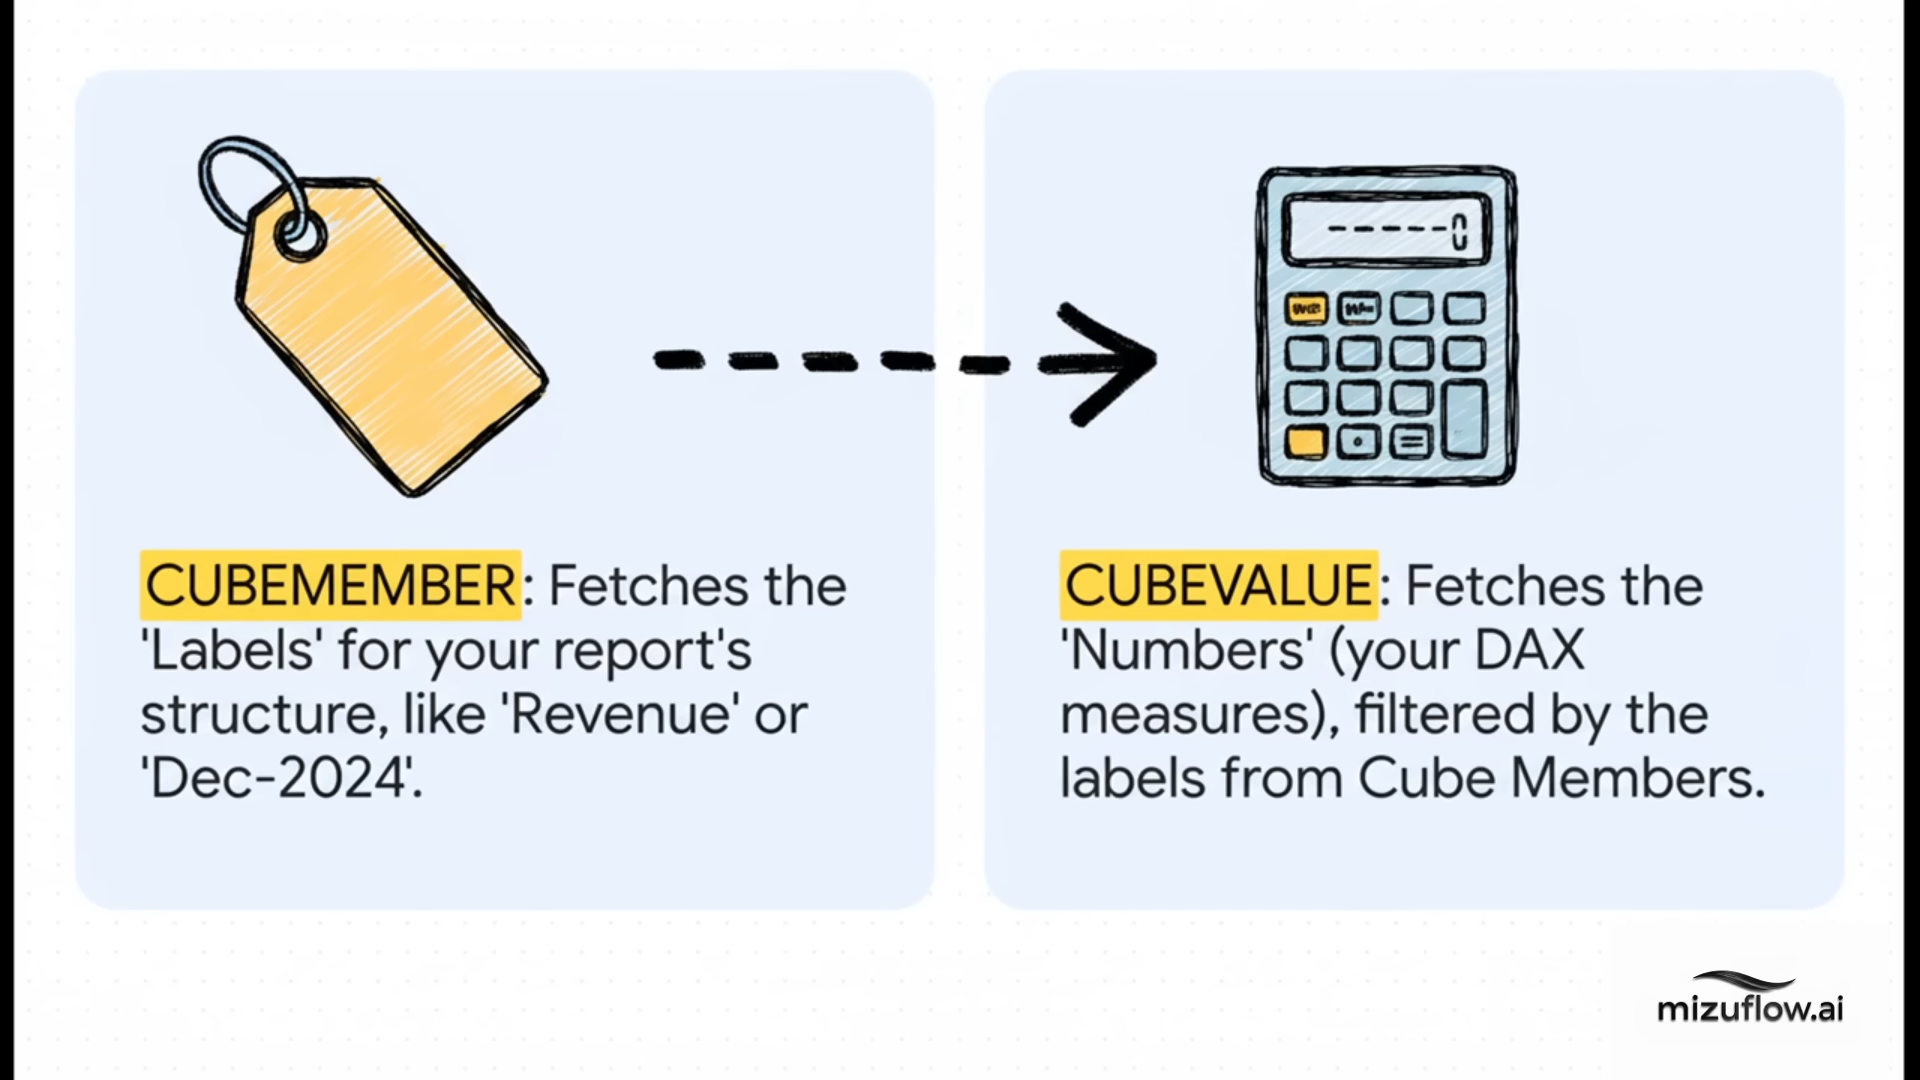 CUBEMEMBER: Fetches the
'Labels' for your report's
structure, like 'Revenue' or
'Dec-2024'.
CUBEVALUE: Fetches the
'Numbers' (your DAX
measures), filtered by the
labels from Cube Members.
mizuflow.ai